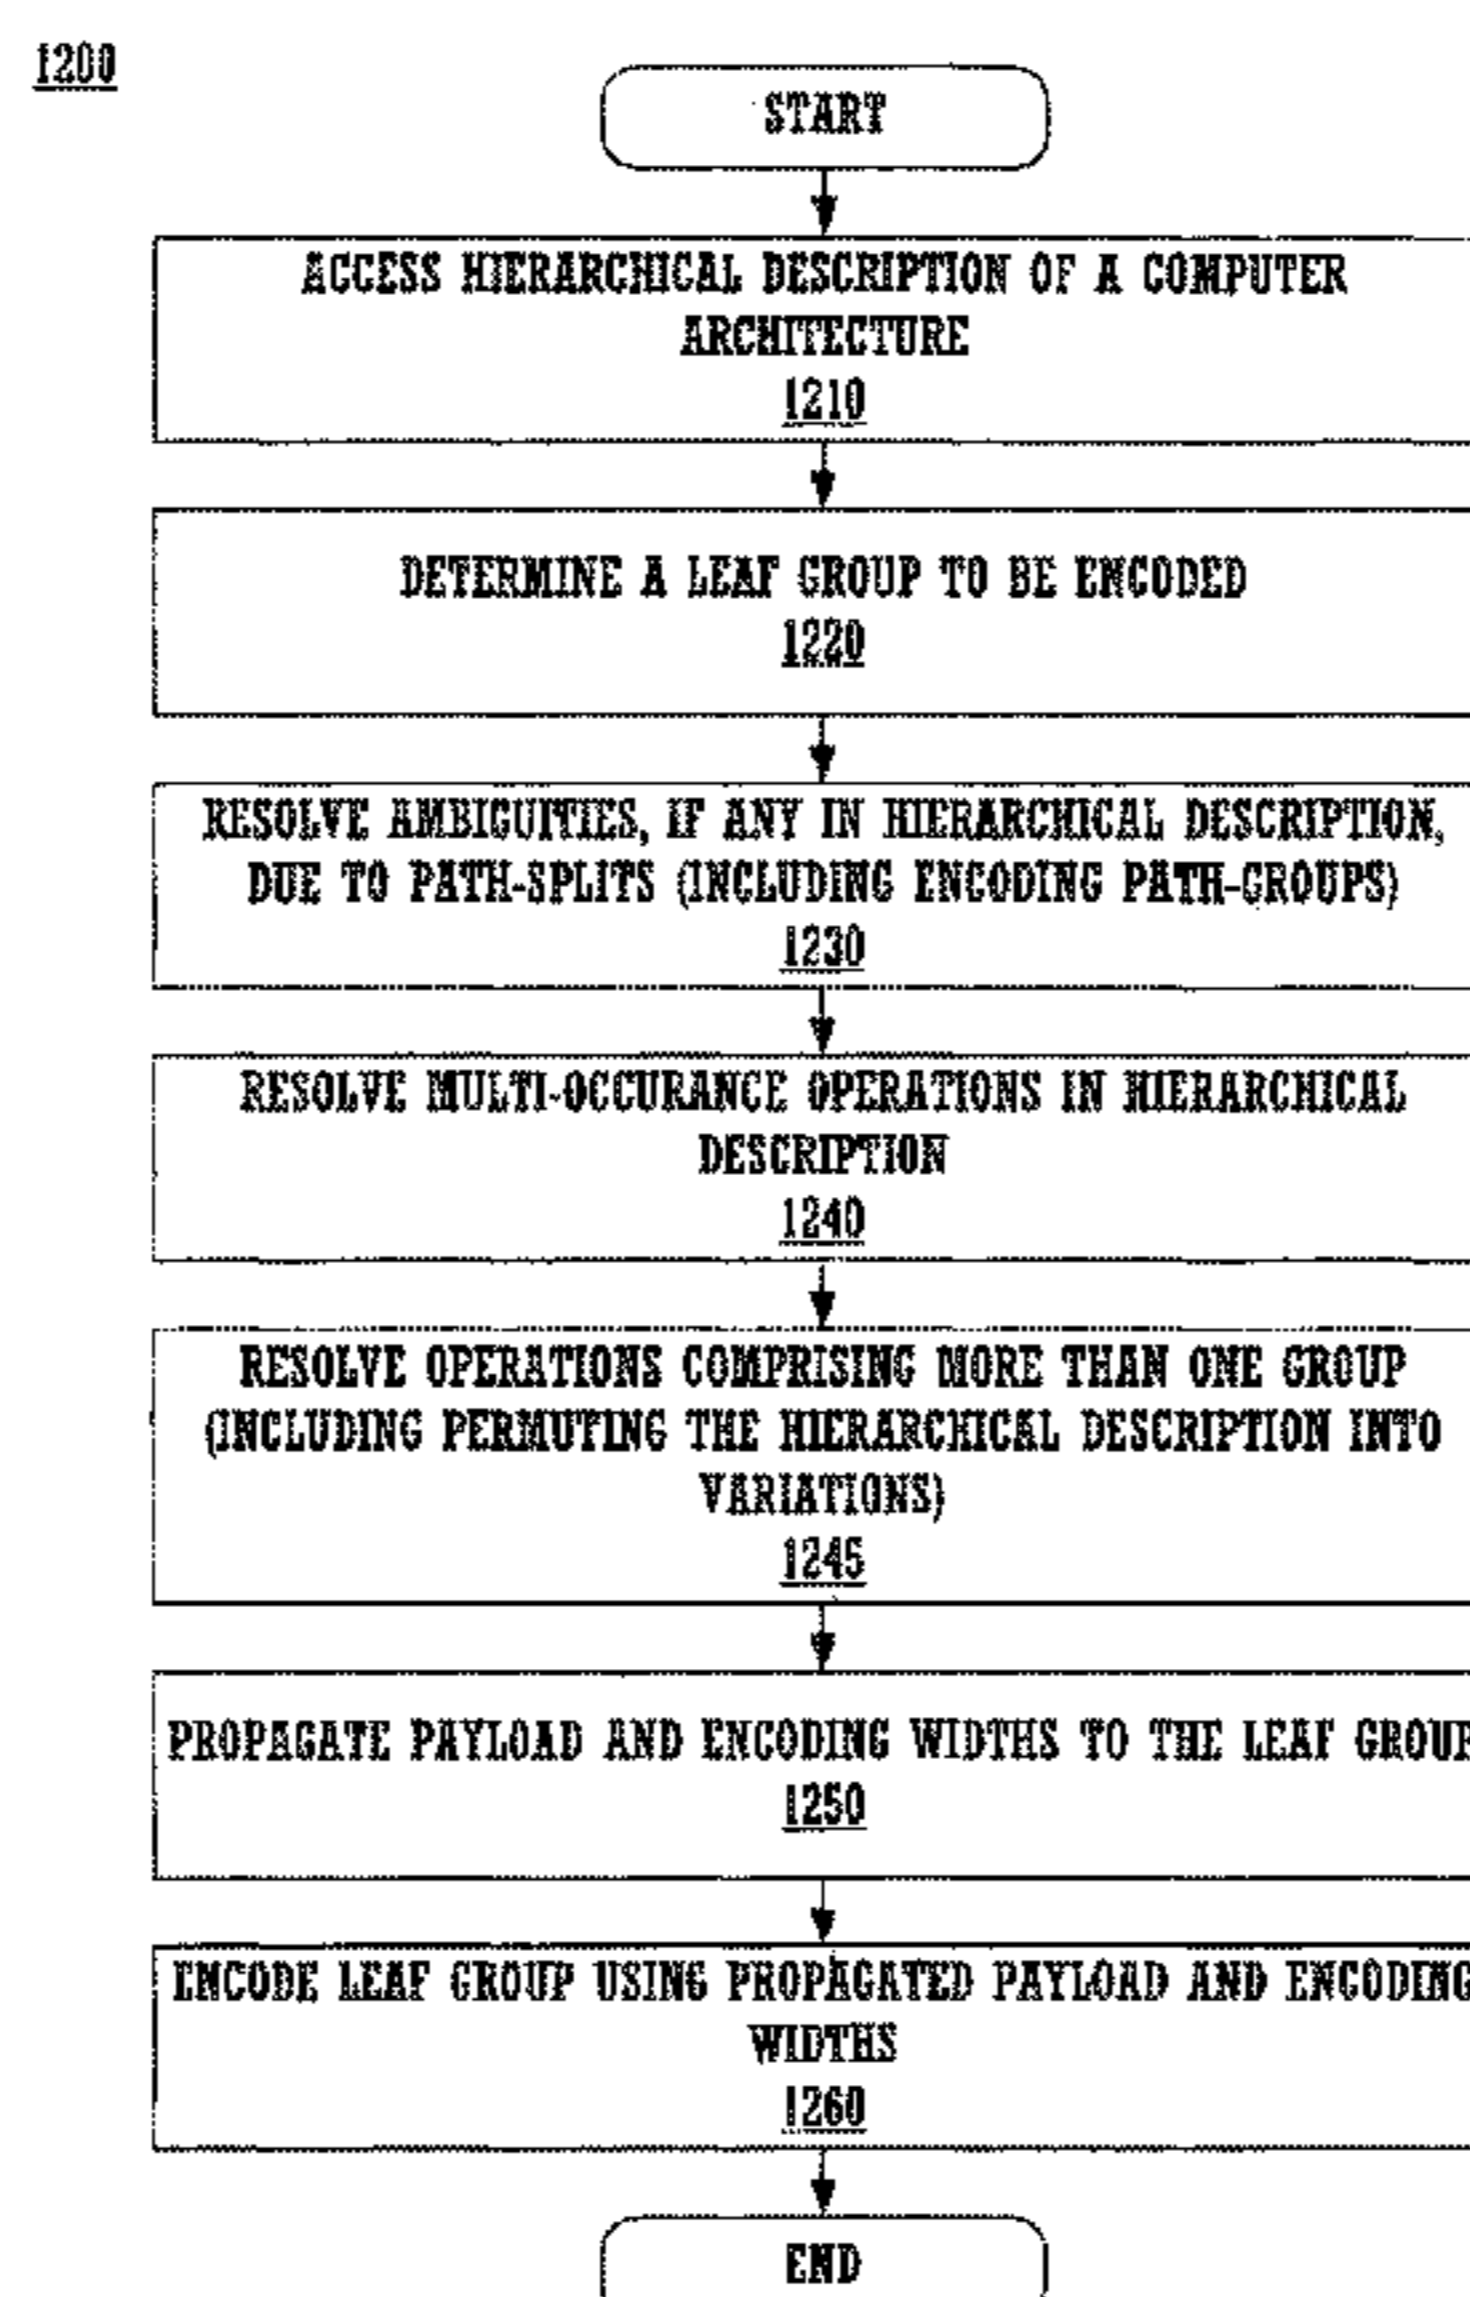 1200
START
ACCESS HIERARCHICAL DESCRIPTION OF A COMPUTER
ARCHITECTURE
1210
DETERMINE A LEAF GROUP TO BE ENCODED
1220
RESOLVE AMBIGUITIES, IF ANY IN HIERARCHICAL DESCRIPTION,
DUE TO PATH-SPLITS (INCLUDING ENCODING PATH-GROUPS)
1230
RESOLVE MULTI-OCCURANCE OPERATIONS IN HIERARCHICAL
DESCRIPTION
1240
RESOLVE OPERATIONS COMPRISING MORE THAN ONE GROUP
(INCLUDING PERMUTING THE HIERARCHICAL DESCRIPTION INTO
VARIATIONS)
1245
PROPAGATE PAYLOAD AND ENCODING WIDTHS TO THE LEAF GROUP
1250
ENCODE LEAF GROUP USING PROPAGATED PAYLOAD AND ENCODING
WIDTHS
1260
END